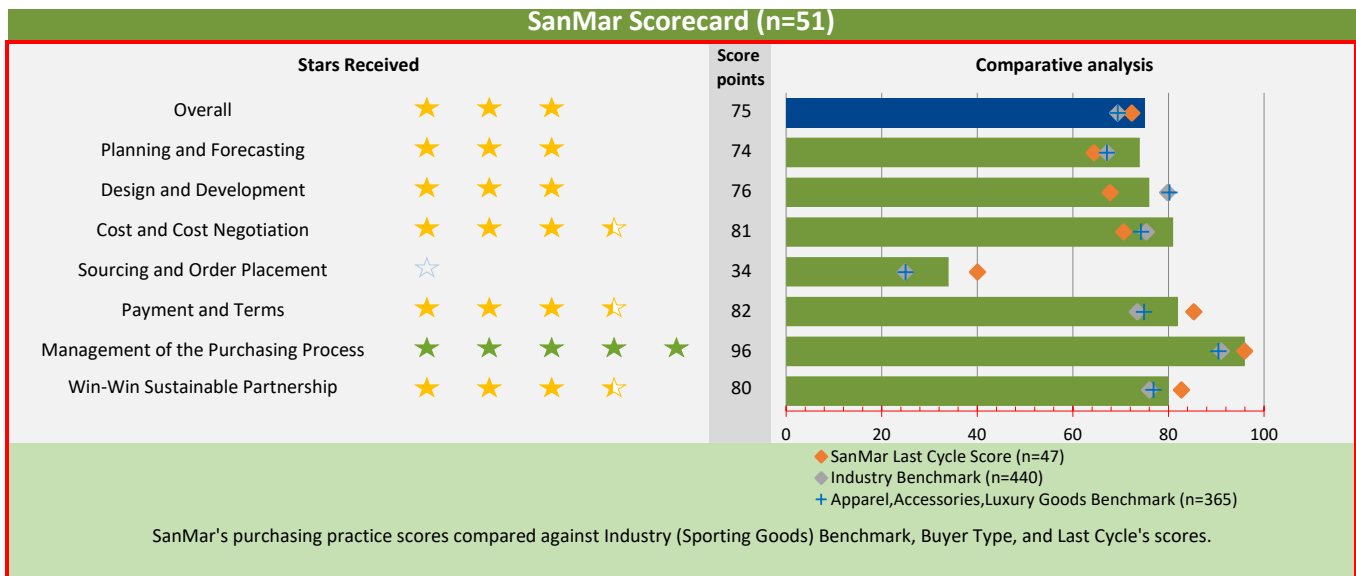 SanMar Scorecard (n=51)
Stars Received
Score points
Comparative analysis
Overall 75
Planning and Forecasting 74
Design and Development 76
Cost and Cost Negotiation 81
Sourcing and Order Placement 34
Payment and Terms 82
Management of the Purchasing Process 96
Win-Win Sustainable Partnership 80
0 20 40 60 80 100
SanMar Last Cycle Score (n=47)
Industry Benchmark (n=440)
Apparel,Accessories,Luxury Goods Benchmark (n=365)
SanMar's purchasing practice scores compared against Industry (Sporting Goods) Benchmark, Buyer Type, and Last Cycle's scores.